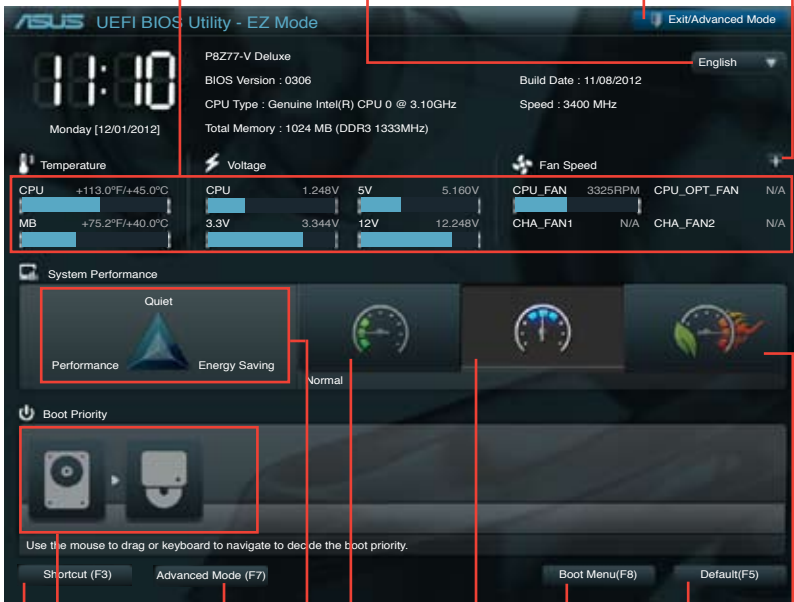 ASUS UEFI BIOS Utility - EZ Mode
Exit/Advanced Mode
11:10
Monday [12/01/2012]
P8Z77-V Deluxe
English
BIOS Version : 0306
Build Date : 11/08/2012
CPU Type : Genuine Intel(R) CPU 0 @ 3.10GHz
Speed : 3400 MHz
Total Memory : 1024 MB (DDR3 1333MHz)
Temperature
Voltage
Fan Speed
CPU +113.0ºF/+45.0ºC
CPU 1.248V 5V 5.160V
CPU_FAN 3325RPM CPU_OPT_FAN N/A
MB +75.2ºF/+40.0ºC
3.3V 3.344V 12V 12.248V
CHA_FAN1 N/A CHA_FAN2 N/A
System Performance
Quiet
Performance
Energy Saving
Normal
Boot Priority
Use the mouse to drag or keyboard to navigate to decide the boot priority.
Shortcut (F3)
Advanced Mode (F7)
Boot Menu(F8)
Default(F5)